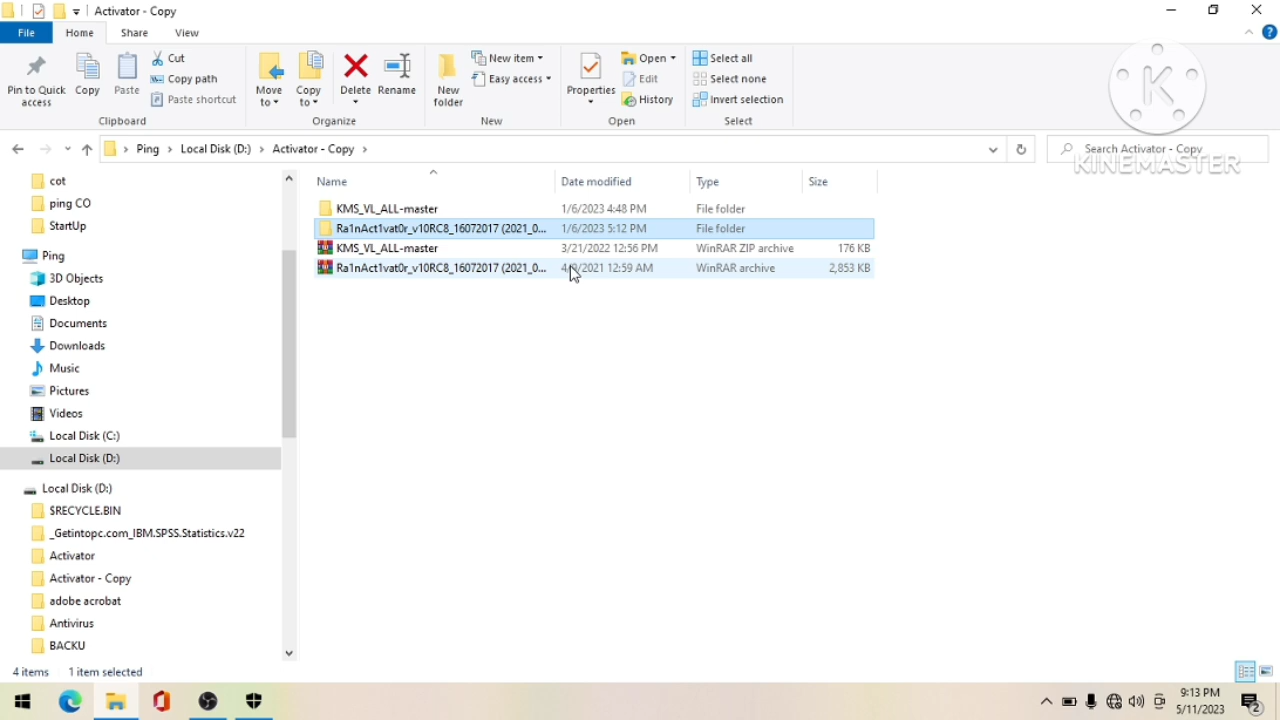 Activator - Copy
File
Home
Share
View
Pin to Quick access
Copy
Paste
Cut
Copy path
Paste shortcut
Clipboard
Move to
Copy to
Delete
Rename
Organize
New folder
New item
Easy access
New
Properties
Open
Edit
History
Open
Select all
Select none
Invert selection
Select
K
KINEMASTER
Ping > Local Disk (D:) > Activator - Copy >
Search Activator - Copy
cot
ping CO
StartUp
Ping
3D Objects
Desktop
Documents
Downloads
Music
Pictures
Videos
Local Disk (C:)
Local Disk (D:)
Local Disk (D:)
$RECYCLE.BIN
_Getintopc.com_IBM.SPSS.Statistics.v22
Activator
Activator - Copy
adobe acrobat
Antivirus
BACKU
Name Date modified Type Size
KMS_VL_ALL-master 1/6/2023 4:48 PM File folder
Ra1nAct1vat0r_v10RC8_16072017 (2021_0... 1/6/2023 5:12 PM File folder
KMS_VL_ALL-master 3/21/2022 12:56 PM WinRAR ZIP archive 176 KB
Ra1nAct1vat0r_v10RC8_16072017 (2021_0... /2021 12:59 AM WinRAR archive 2,853 KB
4 items 1 item selected
9:13 PM
5/11/2023
2